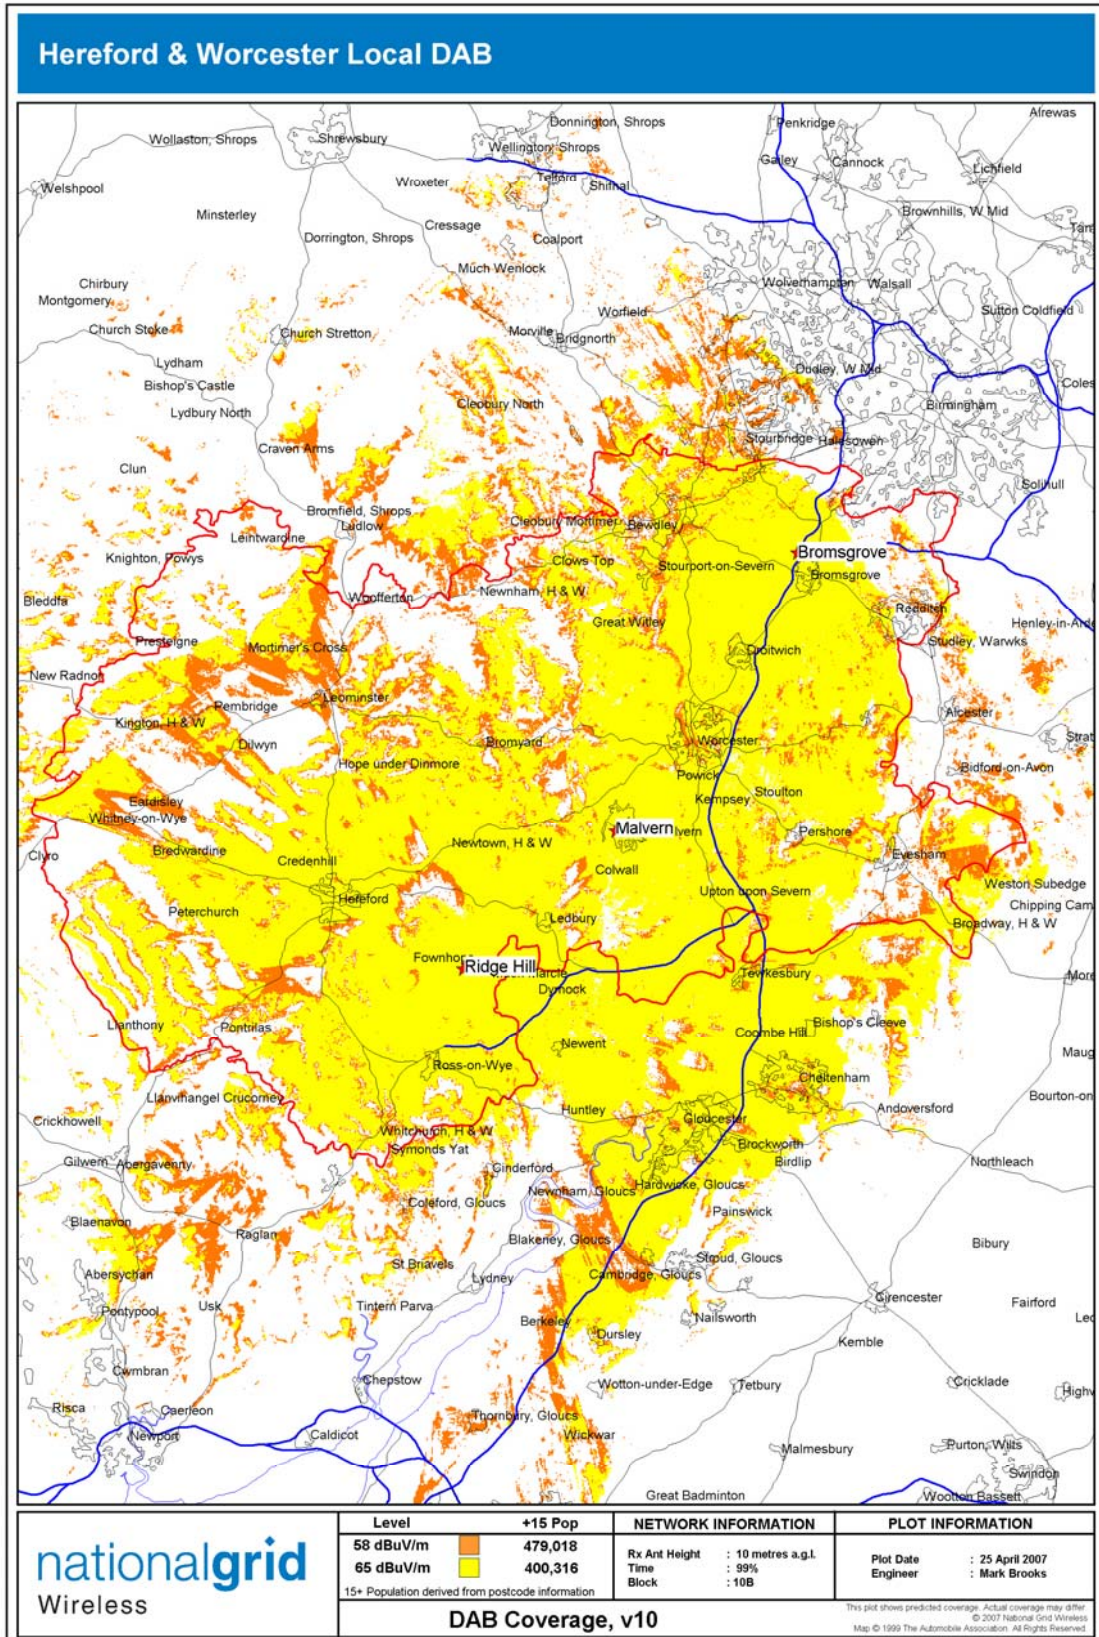 Hereford & Worcester Local DAB
Alrewas
Donnington, Shrops
Penkridge
Wollaston, Shrops
Shrewsbury
Wellington, Shrops
Gailey
Cannock
Lichfield
Welshpool
Wroxeter
Telford
Shifnal
Minsterley
Brownhills, W Mid
Cressage
Dorrington, Shrops
Coalport
Much Wenlock
Chirbury
Wolverhampton
Walsall
Montgomery
Worfield
Sutton Coldfield
Church Stoke
Church Stretton
Morville
Bridgnorth
Lydham
Dudley, W Mid
Bishop's Castle
Coles
Lydbury North
Cleobury North
Birmingham
Craven Arms
Stourbridge
Halesowen
Clun
Solihull
Bromfield, Shrops
Ludlow
Cleobury Mortimer
Bewdley
Leintwardine
Knighton, Powys
Clows Top
Stourport-on-Severn
Bromsgrove
Bromsgrove
Bleddfa
Woofferton
Newnham, H & W
Redditch
Great Witley
Henley-in-Arde
Presteigne
Mortimer's Cross
Droitwich
Studley, Warwks
New Radnor
Leominster
Pembridge
Alcester
Kington, H & W
Dilwyn
Bromyard
Worcester
Strat
Hope under Dinmore
Powick
Bidford-on-Avon
Eardisley
Kempsey
Stoulton
Whitney-on-Wye
Malvern
lvern
Pershore
Clyro
Bredwardine
Credenhill
Newtown, H & W
Evesham
Colwall
Weston Subedge
Hereford
Upton upon Severn
Chipping Cam
Peterchurch
Ledbury
Broadway, H & W
Fownho
Ridge Hill
Marcle
Tewkesbury
More
Dymock
Llanthony
Pontrilas
Coombe Hill
Bishop's Cleeve
Newent
Maug
Ross-on-Wye
Cheltenham
Llanvihangel Crucorney
Bourton-on
Huntley
Andoversford
Crickhowell
Gloucester
Whitchurch, H & W
Symonds Yat
Brockworth
Gilwern
Abergavenny
Birdlip
Northleach
Cinderford
Hardwicke, Gloucs
Newnham, Gloucs
Coleford, Gloucs
Painswick
Blaenavon
Raglan
Blakeney, Gloucs
Bibury
St Briavels
Stroud, Gloucs
Abersychan
Lydney
Cambridge, Gloucs
Cirencester
Pontypool
Usk
Tintern Parva
Fairford
Lec
Berkeley
Nailsworth
Dursley
Kemble
Cwmbran
Chepstow
Wotton-under-Edge
Tetbury
Cricklade
Highw
Risca
Caerleon
Thornbury, Gloucs
Newport
Caldicot
Wickwar
Malmesbury
Purton, Wilts
Swindon
Great Badminton
Wootton Bassett
nationalgrid
Wireless
Level +15 Pop
58 dBuV/m 479,018
65 dBuV/m 400,316
15+ Population derived from postcode information
NETWORK INFORMATION
Rx Ant Height : 10 metres a.g.l.
Time : 99%
Block : 10B
PLOT INFORMATION
Plot Date : 25 April 2007
Engineer : Mark Brooks
DAB Coverage, v10
This plot shows predicted coverage. Actual coverage may differ
© 2007 National Grid Wireless
Map © 1999 The Automobile Association. All Rights Reserved